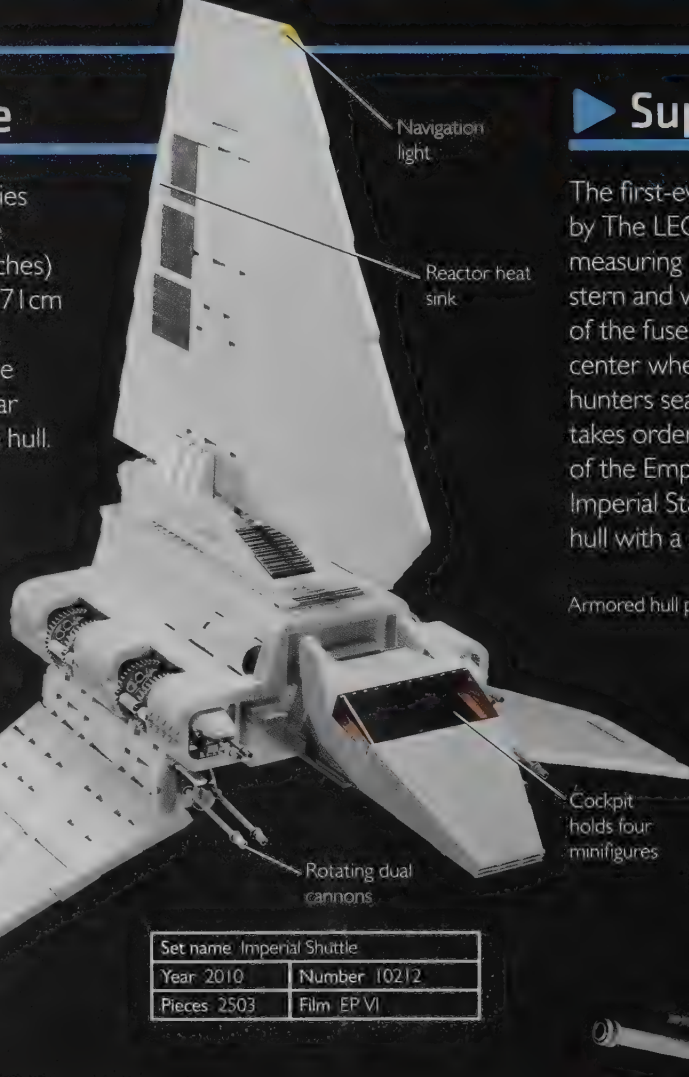 e
ies
ches)
71cm
e
ar
hull.
Navigation
light
Reactor heat
sink
Sup
The first-ev
by The LEG
measuring
stern and w
of the fuse
center whe
hunters sea
takes order
of the Emp
Imperial Sta
hull with a
Armored hull p
Cockpit
holds four
minifigures
Rotating dual
cannons
Set name Imperial Shuttle
Year 2010 Number 10212
Pieces 2503 Film EP VI